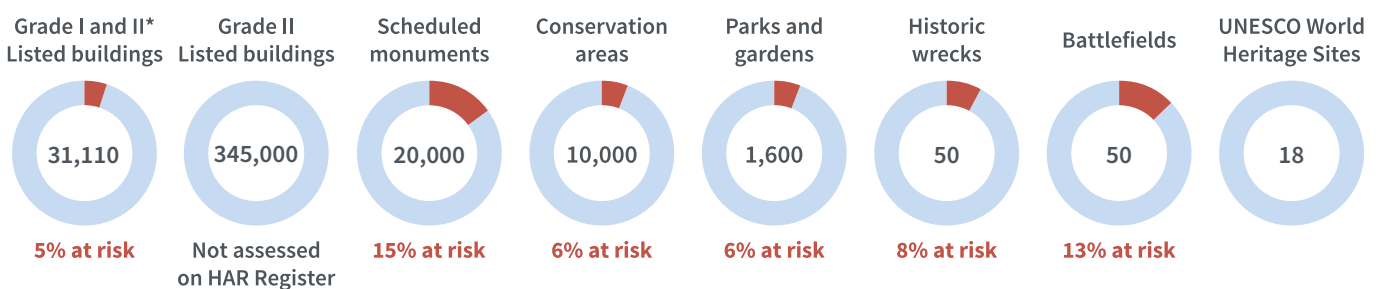 Grade I and II*
Listed buildings
31,110
5% at risk
Grade II
Listed buildings
345,000
Not assessed
on HAR Register
Scheduled
monuments
20,000
15% at risk
Conservation
areas
10,000
6% at risk
Parks and
gardens
1,600
6% at risk
Historic
wrecks
50
8% at risk
Battlefields
50
13% at risk
UNESCO World
Heritage Sites
18